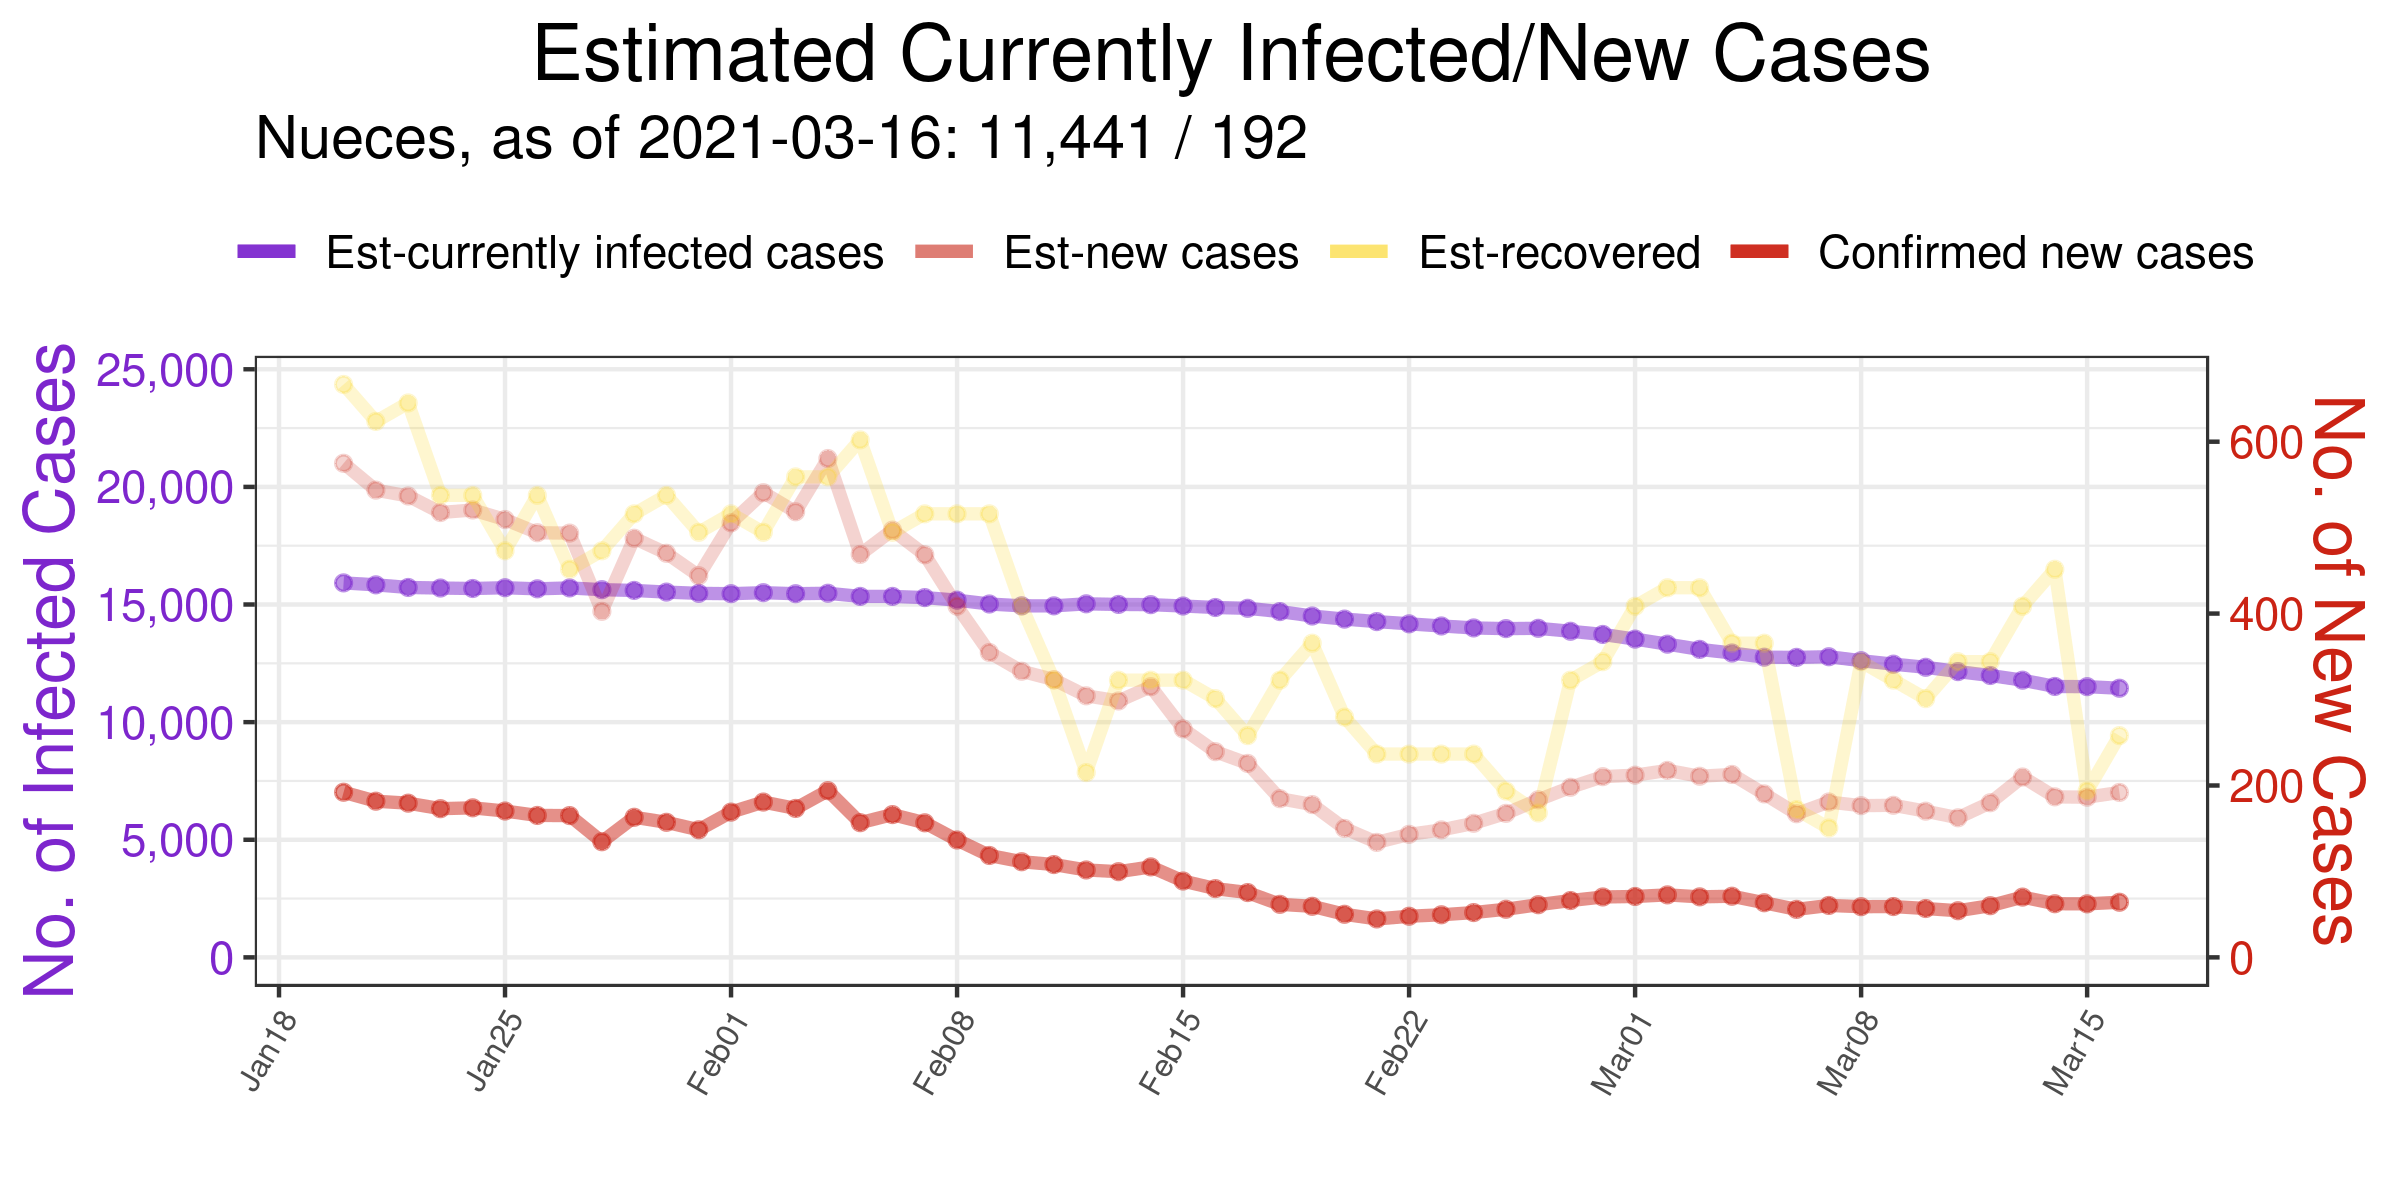 Estimated Currently Infected/New Cases
Nueces, as of 2021-03-16: 11,441 / 192
Est-currently infected cases Est-new cases Est-recovered Confirmed new cases
No. of Infected Cases
25,000
20,000
15,000
10,000
5,000
0
600
400
200
0
No. of New Cases
Jan18 Jan25 Feb01 Feb08 Feb15 Feb22 Mar01 Mar08 Mar15